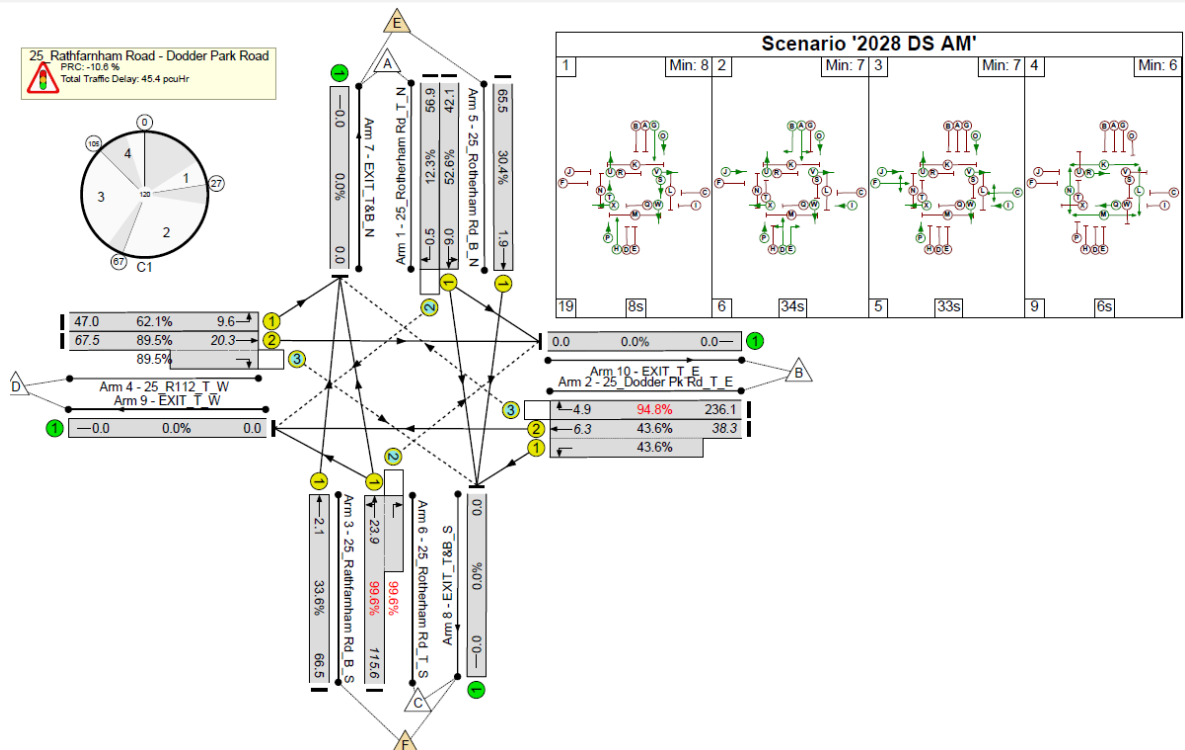 25_Rathfarnham Road - Dodder Park Road
PRC: -10.6 %
Total Traffic Delay: 45.4 pcuHr
0
105
4
1
27
120
3
2
67
C1
E
A
1
0.0
0.0%
0.0
Arm 7 - EXIT_T&B_N
Arm 1 - 25_Rotherham Rd_T_N
56.9
12.3%
0.5
42.1
52.6%
9.0
Arm 5 - 25_Rotherham Rd_B_N
65.5
30.4%
1.9
1
1
2
Scenario '2028 DS AM'
1 Min: 8
2 Min: 7
3 Min: 7
4 Min: 6
B A G
O
K
J
F
U R
V
S
N
L
C
T
X
Q W
I
M
P
H D E
B A G
O
K
J
F
U R
V
S
N
L
C
T
X
Q W
I
M
P
H D E
B A G
O
K
J
F
U R
V
S
N
L
C
T
X
Q W
I
M
P
H D E
B A G
O
K
J
F
U R
V
S
N
L
C
T
X
Q W
I
M
P
H D E
19 8s
6 34s
5 33s
9 6s
47.0 62.1% 9.6 1
67.5 89.5% 20.3 2
89.5% 3
D
Arm 4 - 25_R112_T_W
Arm 9 - EXIT_T_W
1 0.0 0.0% 0.0
0.0 0.0% 0.0 1
Arm 10 - EXIT_T_E
Arm 2 - 25_Dodder Pk Rd_T_E
B
3 4.9 94.8% 236.1
2 6.3 43.6% 38.3
1 43.6%
1
1
2
2.1
33.6%
66.5
Arm 3 - 25_Rathfarnham Rd_B_S
23.9
99.6%
115.6
99.6%
Arm 6 - 25_Rotherham Rd_T_S
Arm 8 - EXIT_T&B_S
0.0
0.0%
0.0
1
C
F